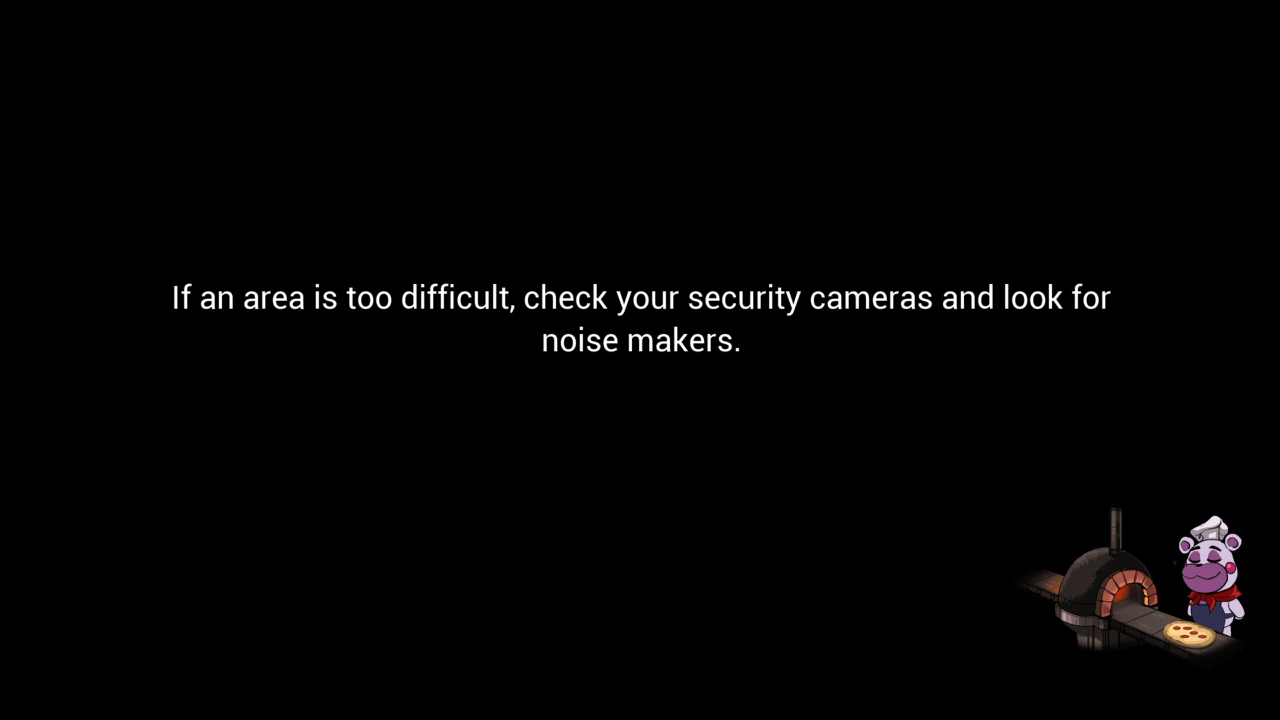 If an area is too difficult, check your security cameras and look for
noise makers.